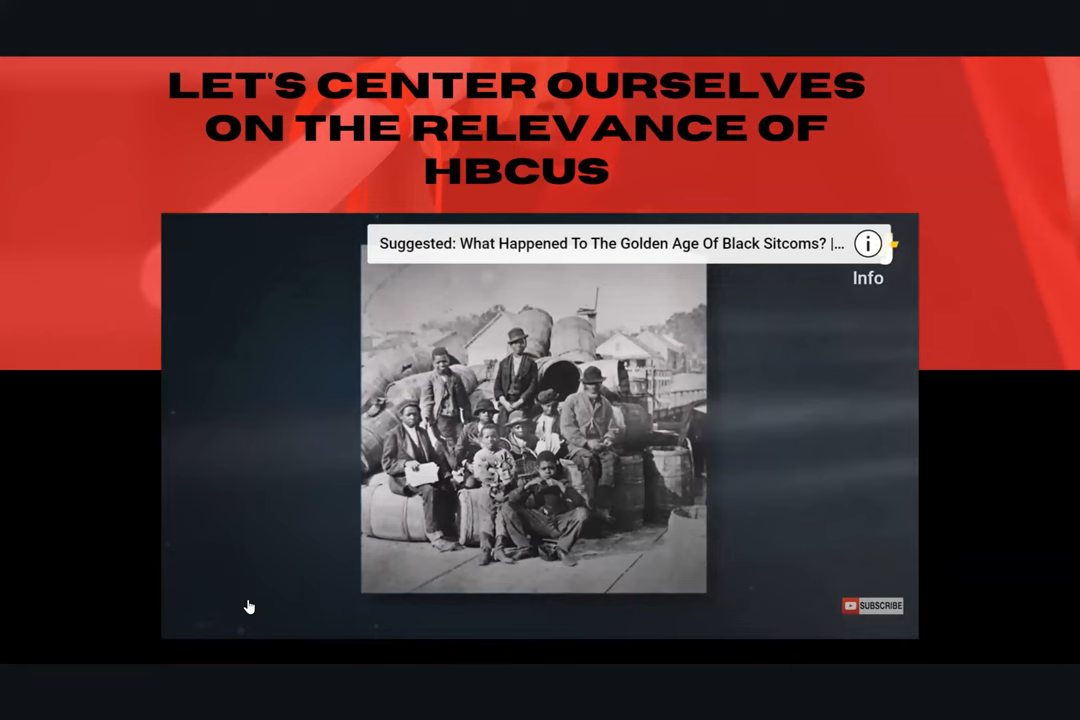 LET'S CENTER OURSELVES
ON THE RELEVANCE OF
HBCUS
Suggested: What Happened To The Golden Age Of Black Sitcoms? |...
Info
SUBSCRIBE